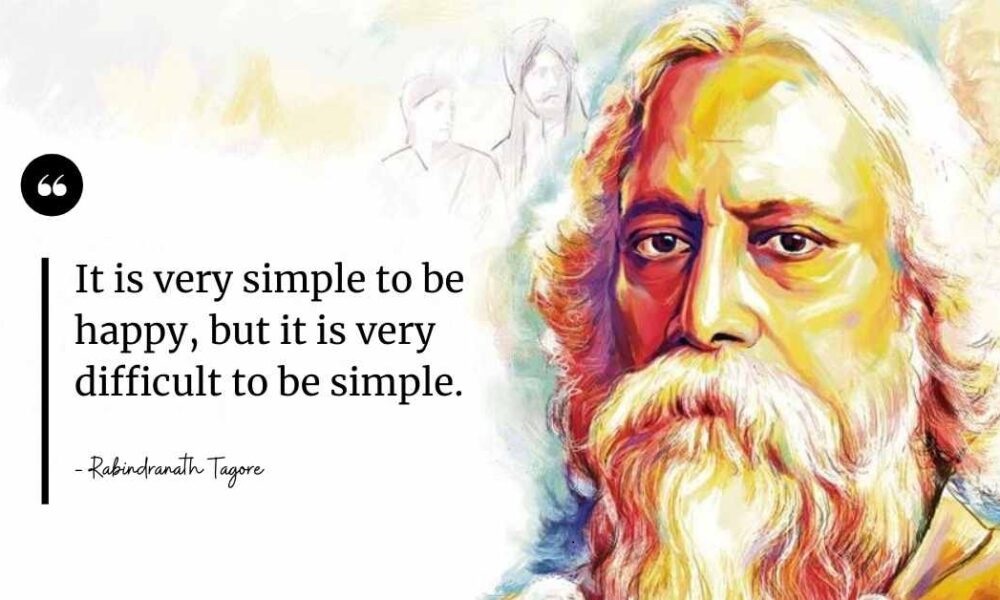 It is very simple to be
happy, but it is very
difficult to be simple.
- Rabindranath Tagore